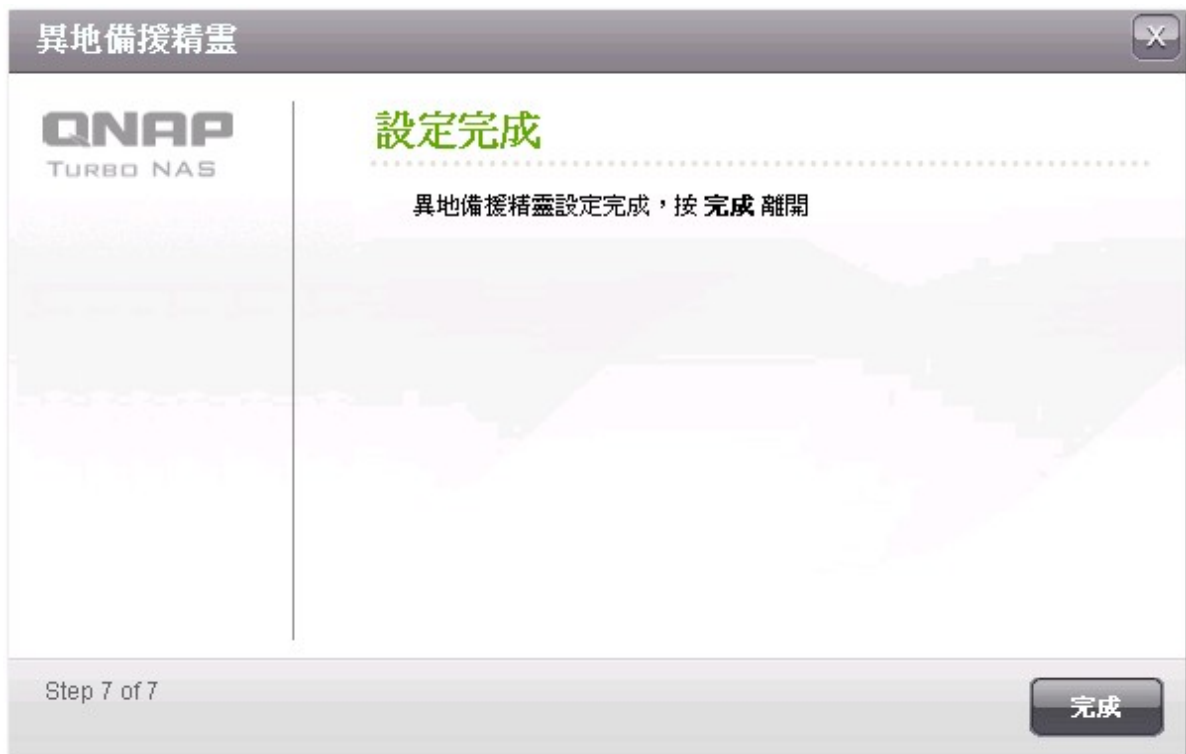 異地備援精靈
X
QNAP
TURBO NAS
設定完成
異地備援精靈設定完成，按 完成 離開
Step 7 of 7
完成